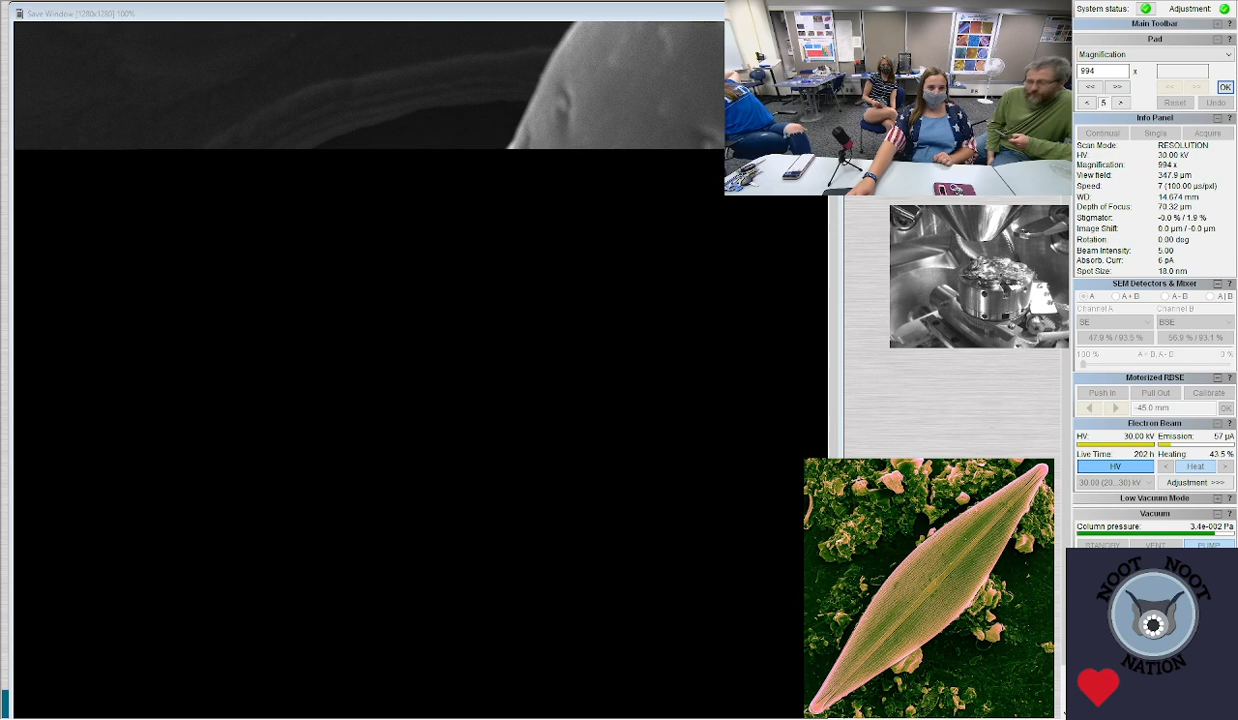 Save Window [1280x1280] 100%
System status: Adjustment:
Main Toolbar ?
Pad ?
Magnification
994 x
<< >> << >> OK
< 5 > Reset Undo
Info Panel ?
Continual Single Acquire
Scan Mode: RESOLUTION
HV: 30.00 kV
Magnification: 994 x
View field: 347.9 µm
Speed: 7 (100.00 µs/pxl)
WD: 14.674 mm
Depth of Focus: 70.32 µm
Stigmator: -0.0 % / 1.9 %
Image Shift: 0.0 µm / -0.0 µm
Rotation: 0.00 deg
Beam Intensity: 5.00
Absorb. Curr: 6 pA
Spot Size: 18.0 nm
SEM Detectors & Mixer ?
A A + B A - B A | B
Channel A Channel B
SE BSE
47.9 % / 93.5 % 56.9 % / 93.1 %
100 % A + B, A - C 0 %
Motorized RBSE ?
Push In Pull Out Calibrate
-45.0 mm OK
Electron Beam ?
HV: 30.00 kV Emission: 57 µA
Live Time: 202 h Heating: 43.5 %
HV < Heat >
30.00 (20...30) kV Adjustment >>>
Low Vacuum Mode ?
Vacuum ?
Column pressure: 3.4e-002 Pa
STANDBY VENT PUMP
NOOT NOOT
NATION